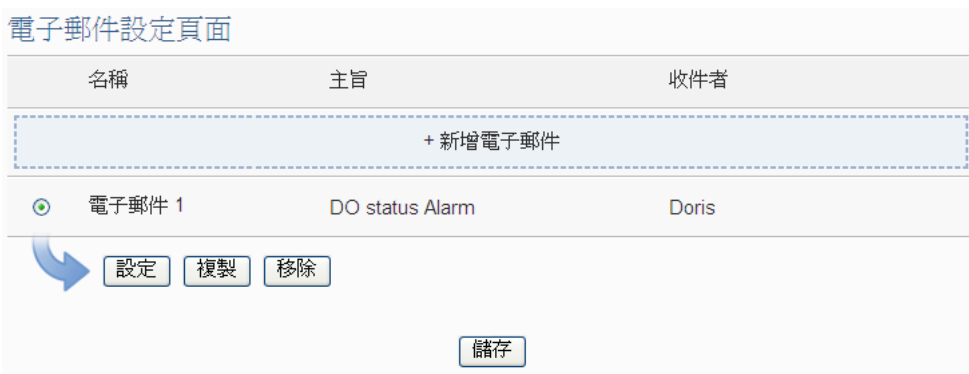 電子郵件設定頁面
名稱 主旨 收件者
+ 新增電子郵件
電子郵件 1 DO status Alarm Doris
設定 複製 移除
儲存